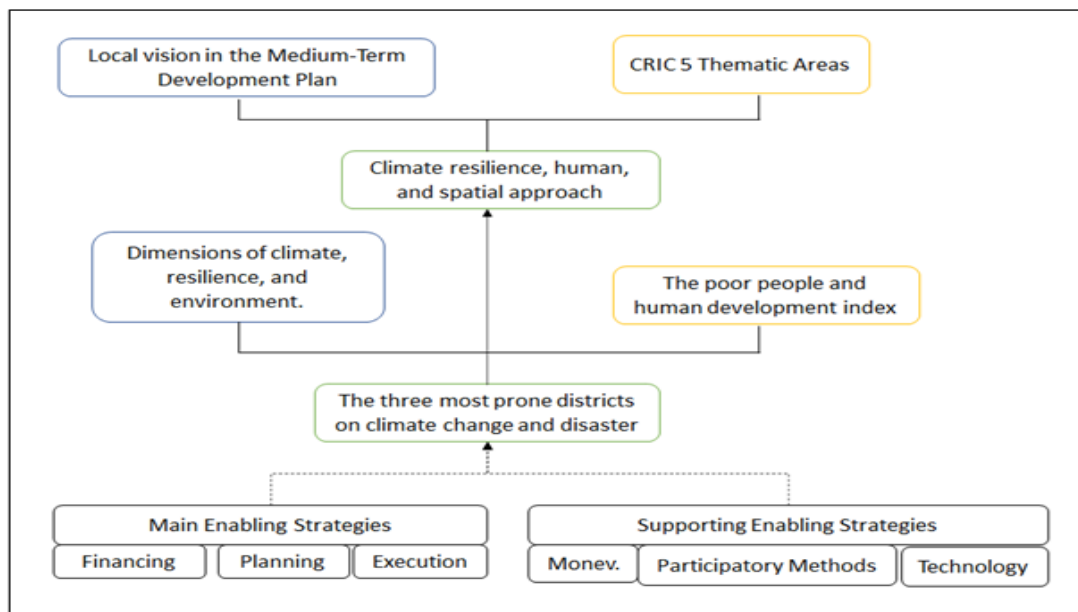 Local vision in the Medium-Term
Development Plan
CRIC 5 Thematic Areas
Climate resilience, human,
and spatial approach
Dimensions of climate,
resilience, and
environment.
The poor people and
human development index
The three most prone districts
on climate change and disaster
Main Enabling Strategies
Financing
Planning
Execution
Supporting Enabling Strategies
Monev.
Participatory Methods
Technology